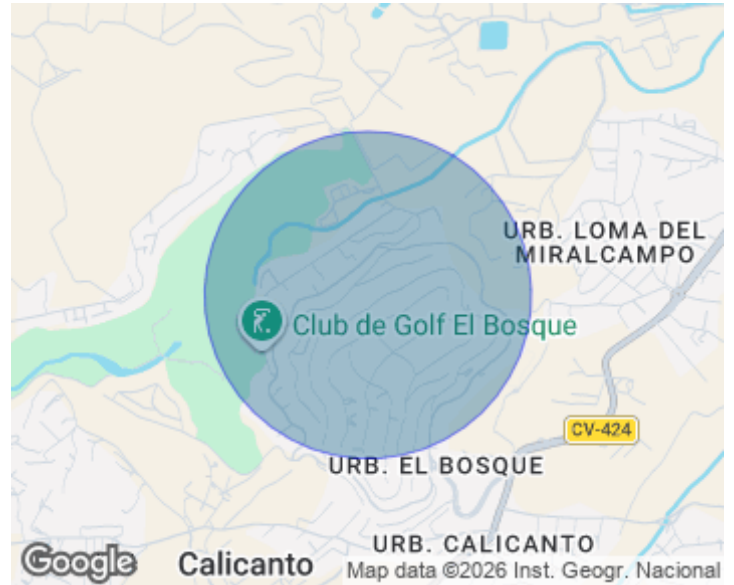 URB. LOMA DEL
MIRALCAMPO
Club de Golf El Bosque
CV-424
URB. EL BOSQUE
URB. CALICANTO
Calicanto
Google
Map data ©2026 Inst. Geogr. Nacional